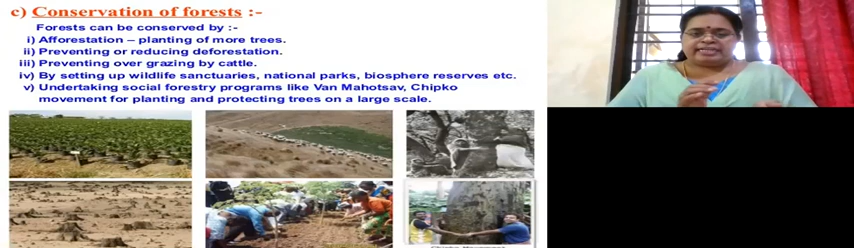 c) Conservation of forests :-
Forests can be conserved by :-
i) Afforestation – planting of more trees.
ii) Preventing or reducing deforestation.
iii) Preventing over grazing by cattle.
iv) By setting up wildlife sanctuaries, national parks, biosphere reserves etc.
v) Undertaking social forestry programs like Van Mahotsav, Chipko
movement for planting and protecting trees on a large scale.